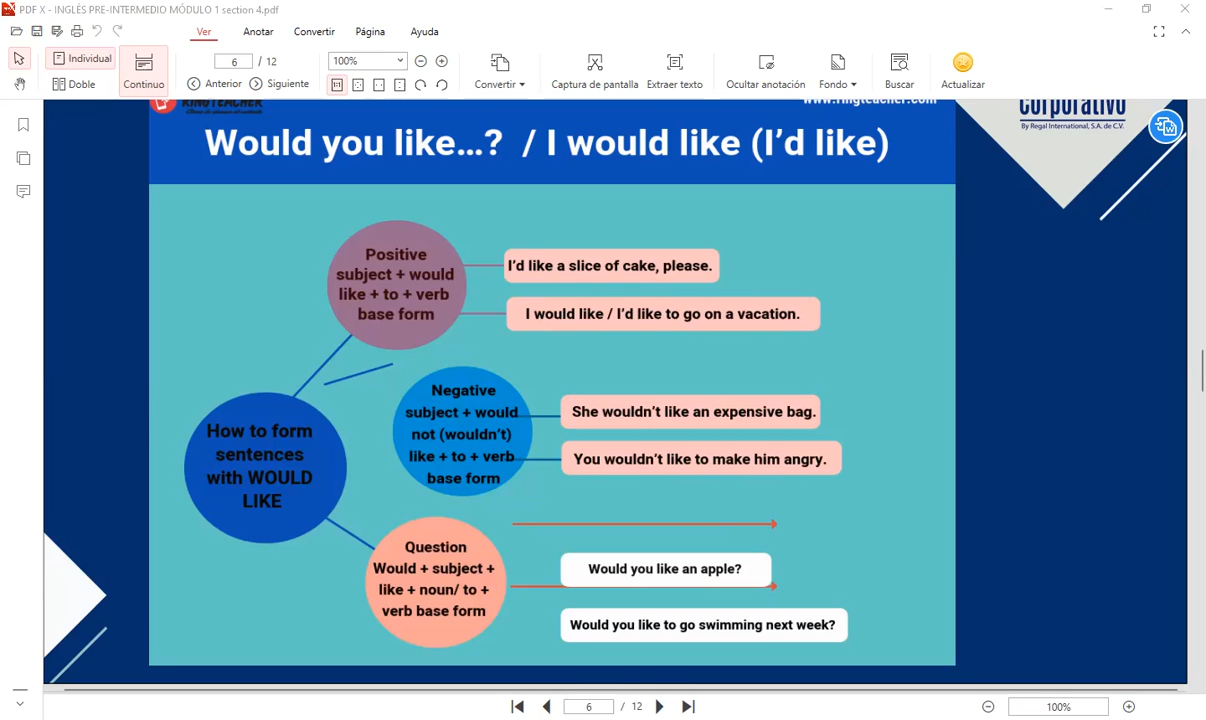 PDF X - INGLÉS PRE-INTERMEDIO MÓDULO 1 section 4.pdf
Ver Anotar Convertir Página Ayuda
Individual
Doble
Continuo
6 / 12
Anterior Siguiente
100%
Convertir
Captura de pantalla
Extraer texto
Ocultar anotación
Fondo
Buscar
Actualizar
RINGTEACHER
www.ringteacher.com
corporativo
By Regal International, S.A. de C.V.
Would you like...? / I would like (I'd like)
Positive
subject + would
like + to + verb
base form
I'd like a slice of cake, please.
I would like / I'd like to go on a vacation.
How to form
sentences
with WOULD
LIKE
Negative
subject + would
not (wouldn't)
like + to + verb
base form
She wouldn't like an expensive bag.
You wouldn't like to make him angry.
Question
Would + subject +
like + noun/ to +
verb base form
Would you like an apple?
Would you like to go swimming next week?
6 / 12
100%